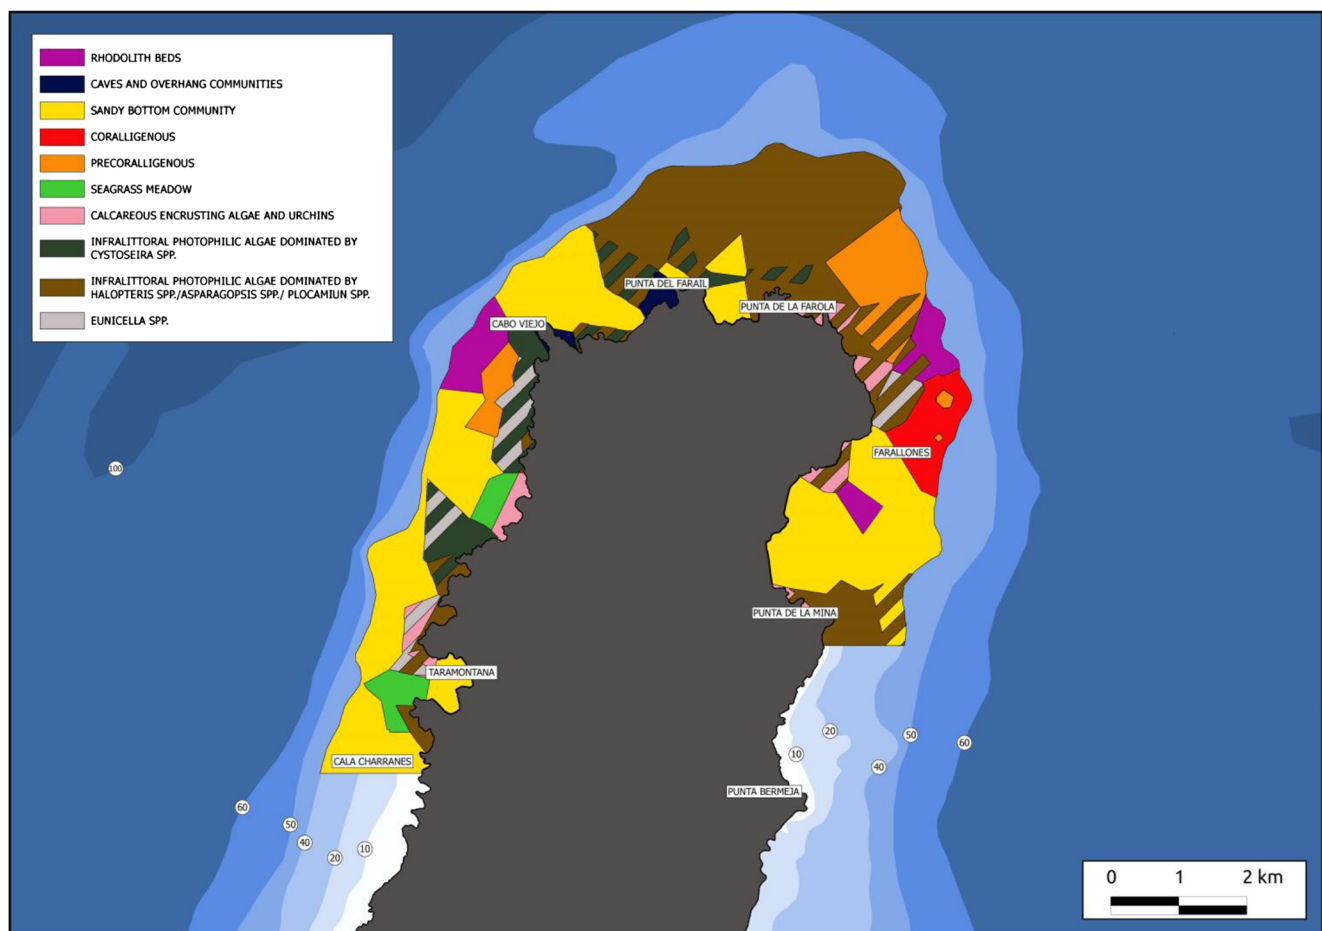 RHODOLITH BEDS
CAVES AND OVERHANG COMMUNITIES
SANDY BOTTOM COMMUNITY
CORALLIGENOUS
PRECORALLIGENOUS
SEAGRASS MEADOW
CALCAREOUS ENCRUSTING ALGAE AND URCHINS
INFRALITTORAL PHOTOPHILIC ALGAE DOMINATED BY
CYSTOSEIRA SPP.
INFRALITTORAL PHOTOPHILIC ALGAE DOMINATED BY
HALOPTERIS SPP./ASPARAGOPSIS SPP./ PLOCAMIUN SPP.
EUNICELLA SPP.
PUNTA DEL FARAIL
PUNTA DE LA FAROLA
CABO VIEJO
FARALLONES
100
PUNTA DE LA MINA
TARAMONTANA
CALA CHARRANES
20
50
60
10
40
PUNTA BERMEJA
60
50
40
20
10
0 1 2 km